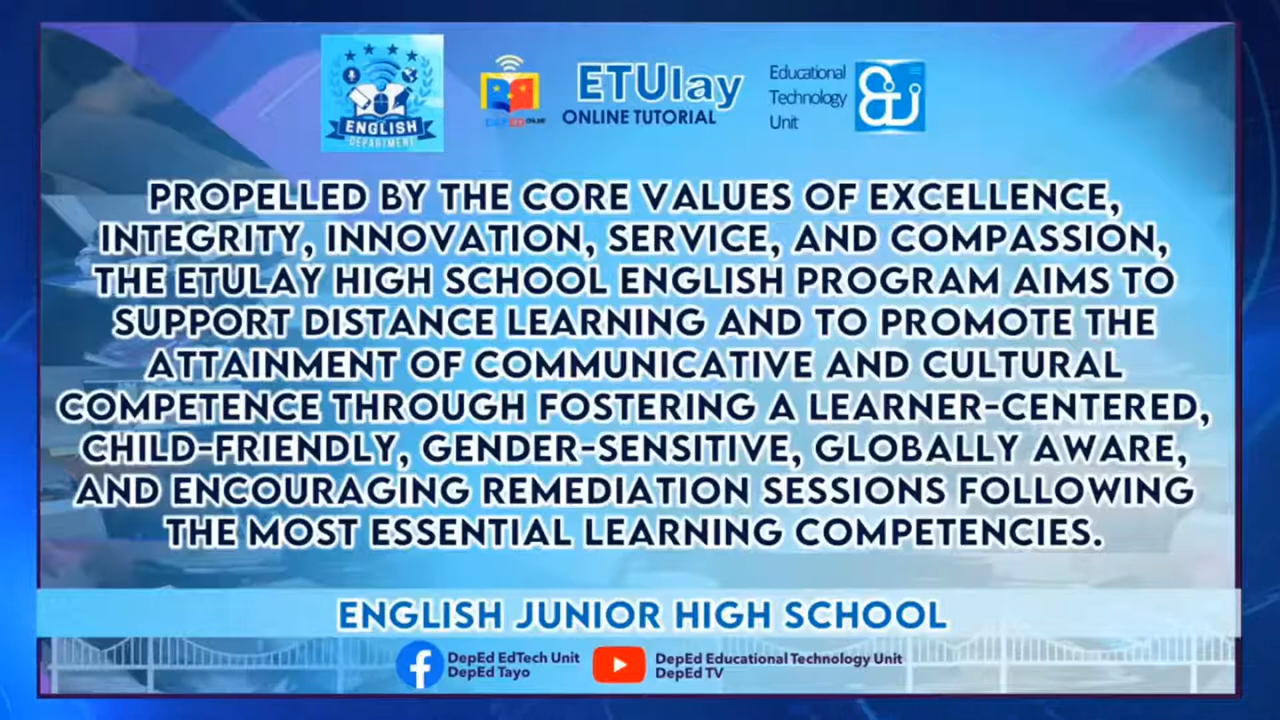 ENGLISH
DEPARTMENT
DEPED ONLINE
ETUlay
ONLINE TUTORIAL
Educational
Technology
Unit
PROPELLED BY THE CORE VALUES OF EXCELLENCE,
INTEGRITY, INNOVATION, SERVICE, AND COMPASSION,
THE ETULAY HIGH SCHOOL ENGLISH PROGRAM AIMS TO
SUPPORT DISTANCE LEARNING AND TO PROMOTE THE
ATTAINMENT OF COMMUNICATIVE AND CULTURAL
COMPETENCE THROUGH FOSTERING A LEARNER-CENTERED,
CHILD-FRIENDLY, GENDER-SENSITIVE, GLOBALLY AWARE,
AND ENCOURAGING REMEDIATION SESSIONS FOLLOWING
THE MOST ESSENTIAL LEARNING COMPETENCIES.
ENGLISH JUNIOR HIGH SCHOOL
DepEd EdTech Unit
DepEd Tayo
DepEd Educational Technology Unit
DepEd TV